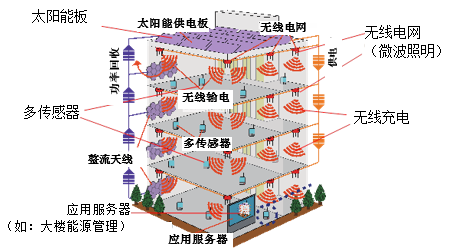 太阳能板
太阳能供电板
无线电网
无线电网
（微波照明）
功率回收
供电
无线输电
多传感器
无线充电
多传感器
整流天线
应用服务器
（如：大楼能源管理）
应用服务器